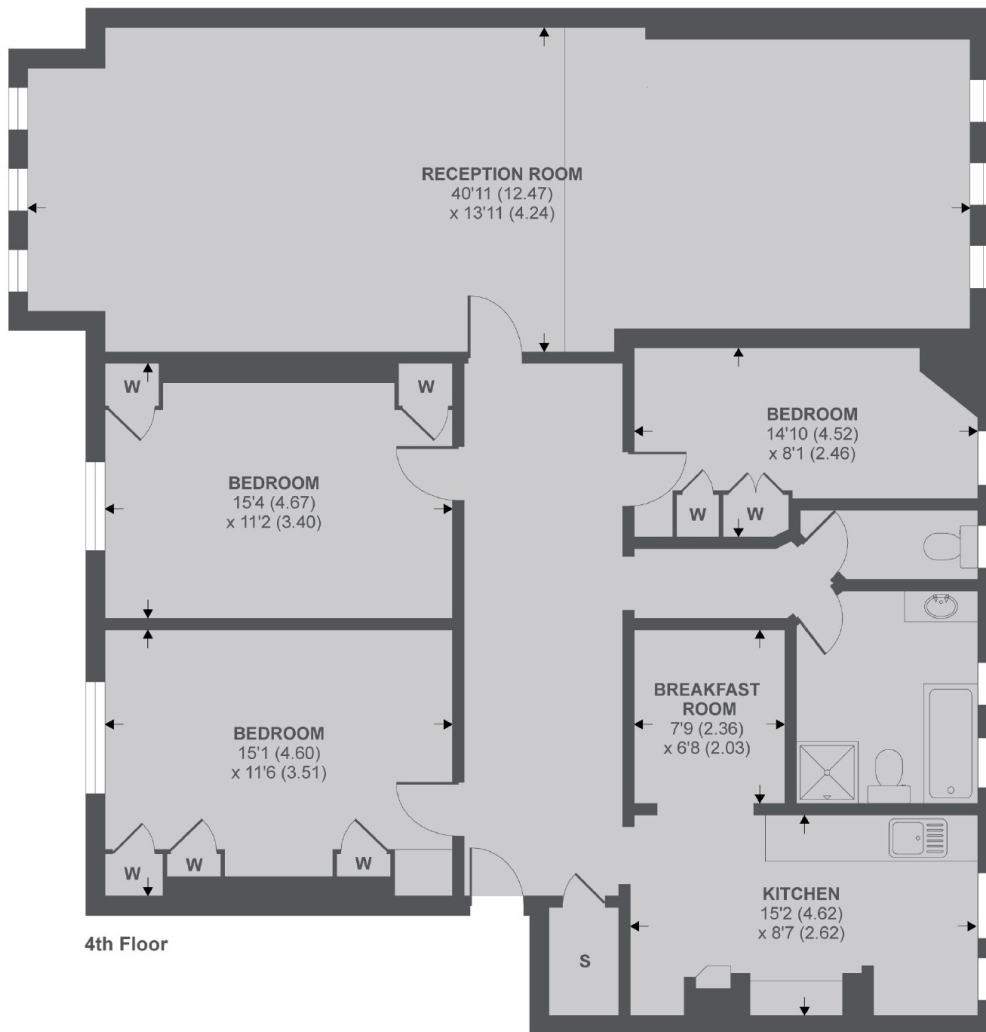 RECEPTION ROOM
40'11 (12.47)
x 13'11 (4.24)
W
W
BEDROOM
14'10 (4.52)
x 8'1 (2.46)
BEDROOM
15'4 (4.67)
x 11'2 (3.40)
W
W
BREAKFAST
ROOM
7'9 (2.36)
x 6'8 (2.03)
BEDROOM
15'1 (4.60)
x 11'6 (3.51)
W
W
W
KITCHEN
15'2 (4.62)
x 8'7 (2.62)
4th Floor
S